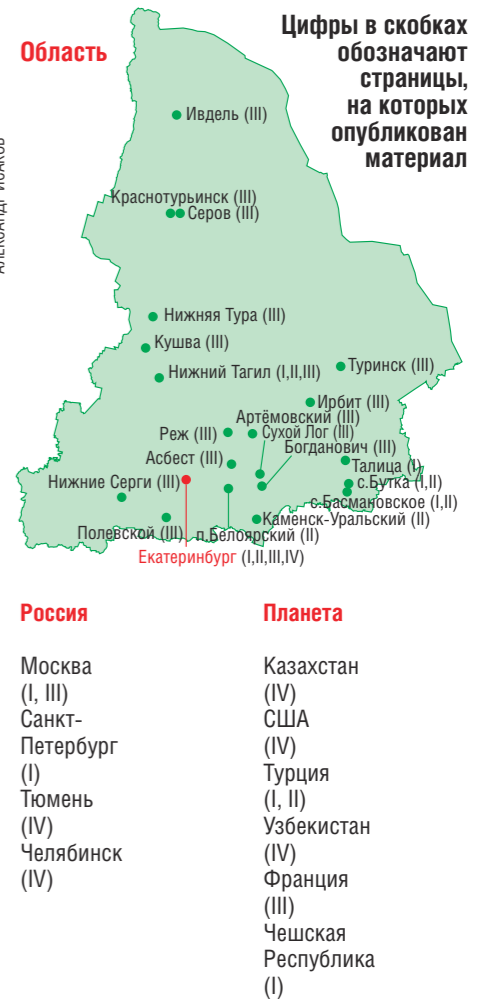 Область
Цифры в скобках
обозначают
страницы,
на которых
опубликован
материал
Ивдель (III)
Краснотурьинск (III)
Серов (III)
Нижняя Тура (III)
Кушва (III)
Нижний Тагил (I,II,III)
Туринск (III)
Ирбит (III)
Артёмовский (III)
Реж (III)
Сухой Лог (III)
Богданович (III)
Асбест (III)
Талица (I)
Нижние Серги (III)
с.Бутка (I,II)
с.Басмановское (I,II)
Каменск-Уральский (II)
Полевской (III)
п.Белоярский (II)
Екатеринбург (I,II,III,IV)
Россия
Москва
(I, III)
Санкт-
Петербург
(I)
Тюмень
(IV)
Челябинск
(IV)
Планета
Казахстан
(IV)
США
(IV)
Турция
(I, II)
Узбекистан
(IV)
Франция
(III)
Чешская
Республика
(I)